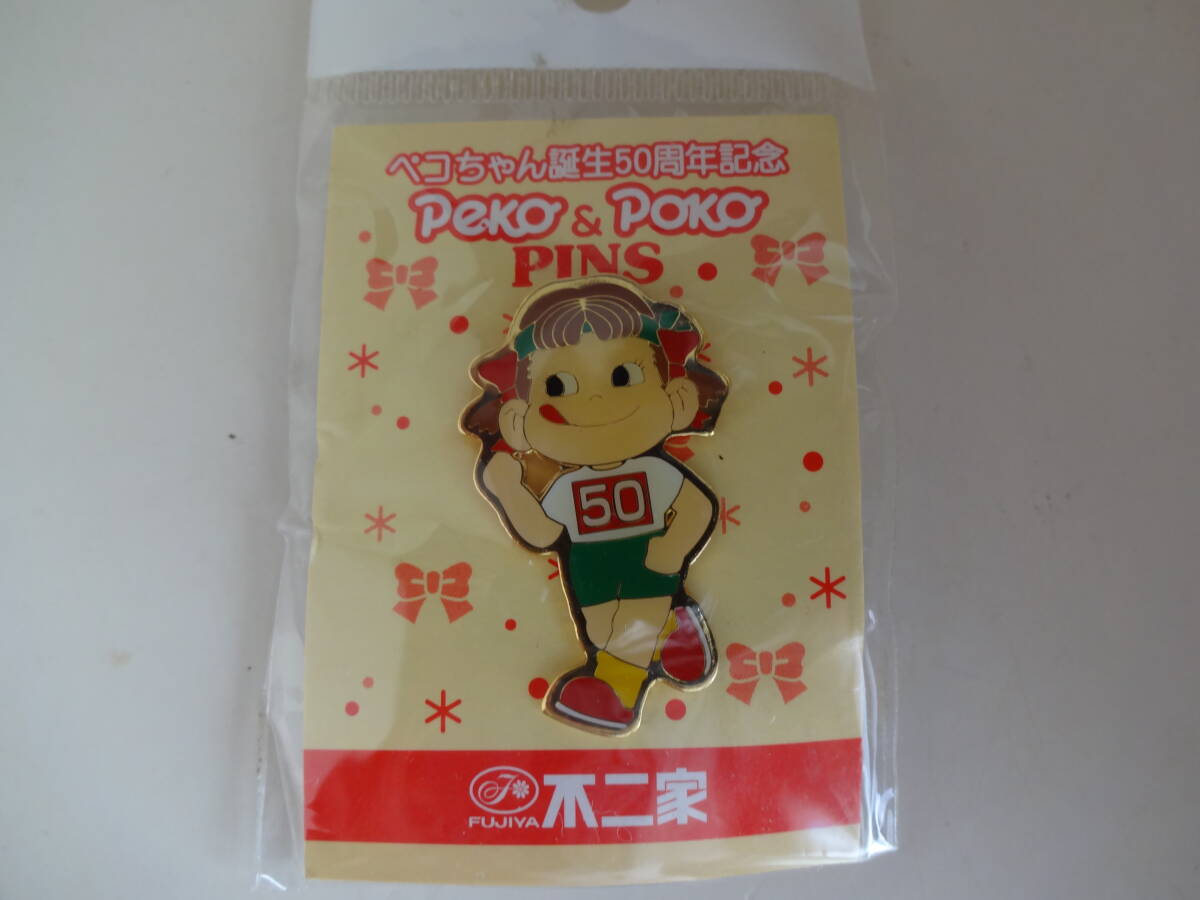 ペコちゃん誕生50周年記念
Peko & Poko
PINS
50
F
FUJIYA 不二家